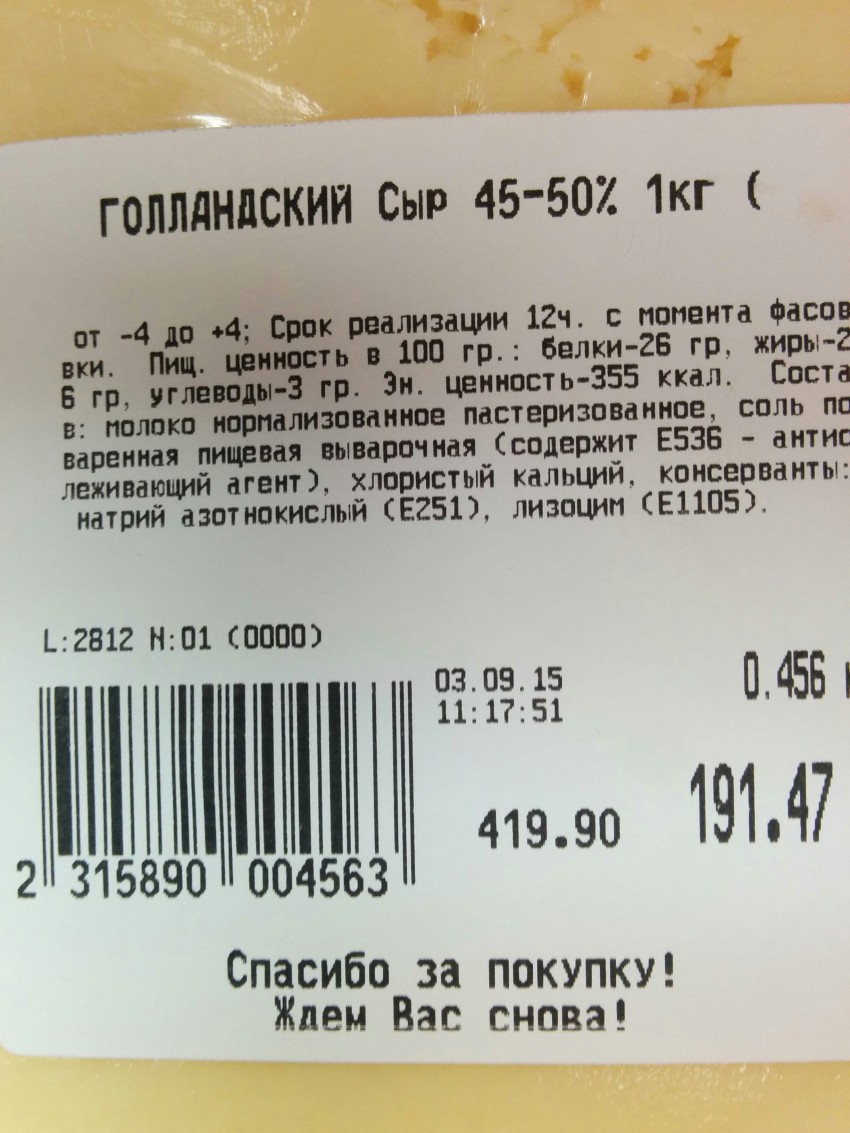 ГОЛЛАНДСКИЙ Сыр 45-50% 1кг (
от -4 до +4; Срок реализации 12ч. с момента фасов
вки. Пищ. ценность в 100 гр.: белки-26 гр, жиры-2
6 гр, углеводы-3 гр. Эн. ценность-355 ккал. Соста
в: молоко нормализованное пастеризованное, соль по
варенная пищевая выварочная (содержит Е536 - антис
леживающий агент), хлористый кальций, консерванты:
натрий азотнокислый (Е251), лизоцим (Е1105).
L:2812 N:01 (0000)
03.09.15
11:17:51
0.456
419.90
191.47
2 315890 004563
Спасибо за покупку!
Ждем Вас снова!